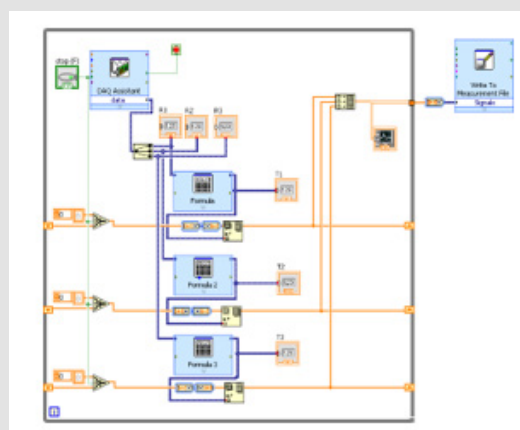 stop (F)
DAQ Assistant
data
R1
R2
R3
Write To
Measurement File
Signals
T1
Formula
T2
Formula 2
T3
Formula 3
i